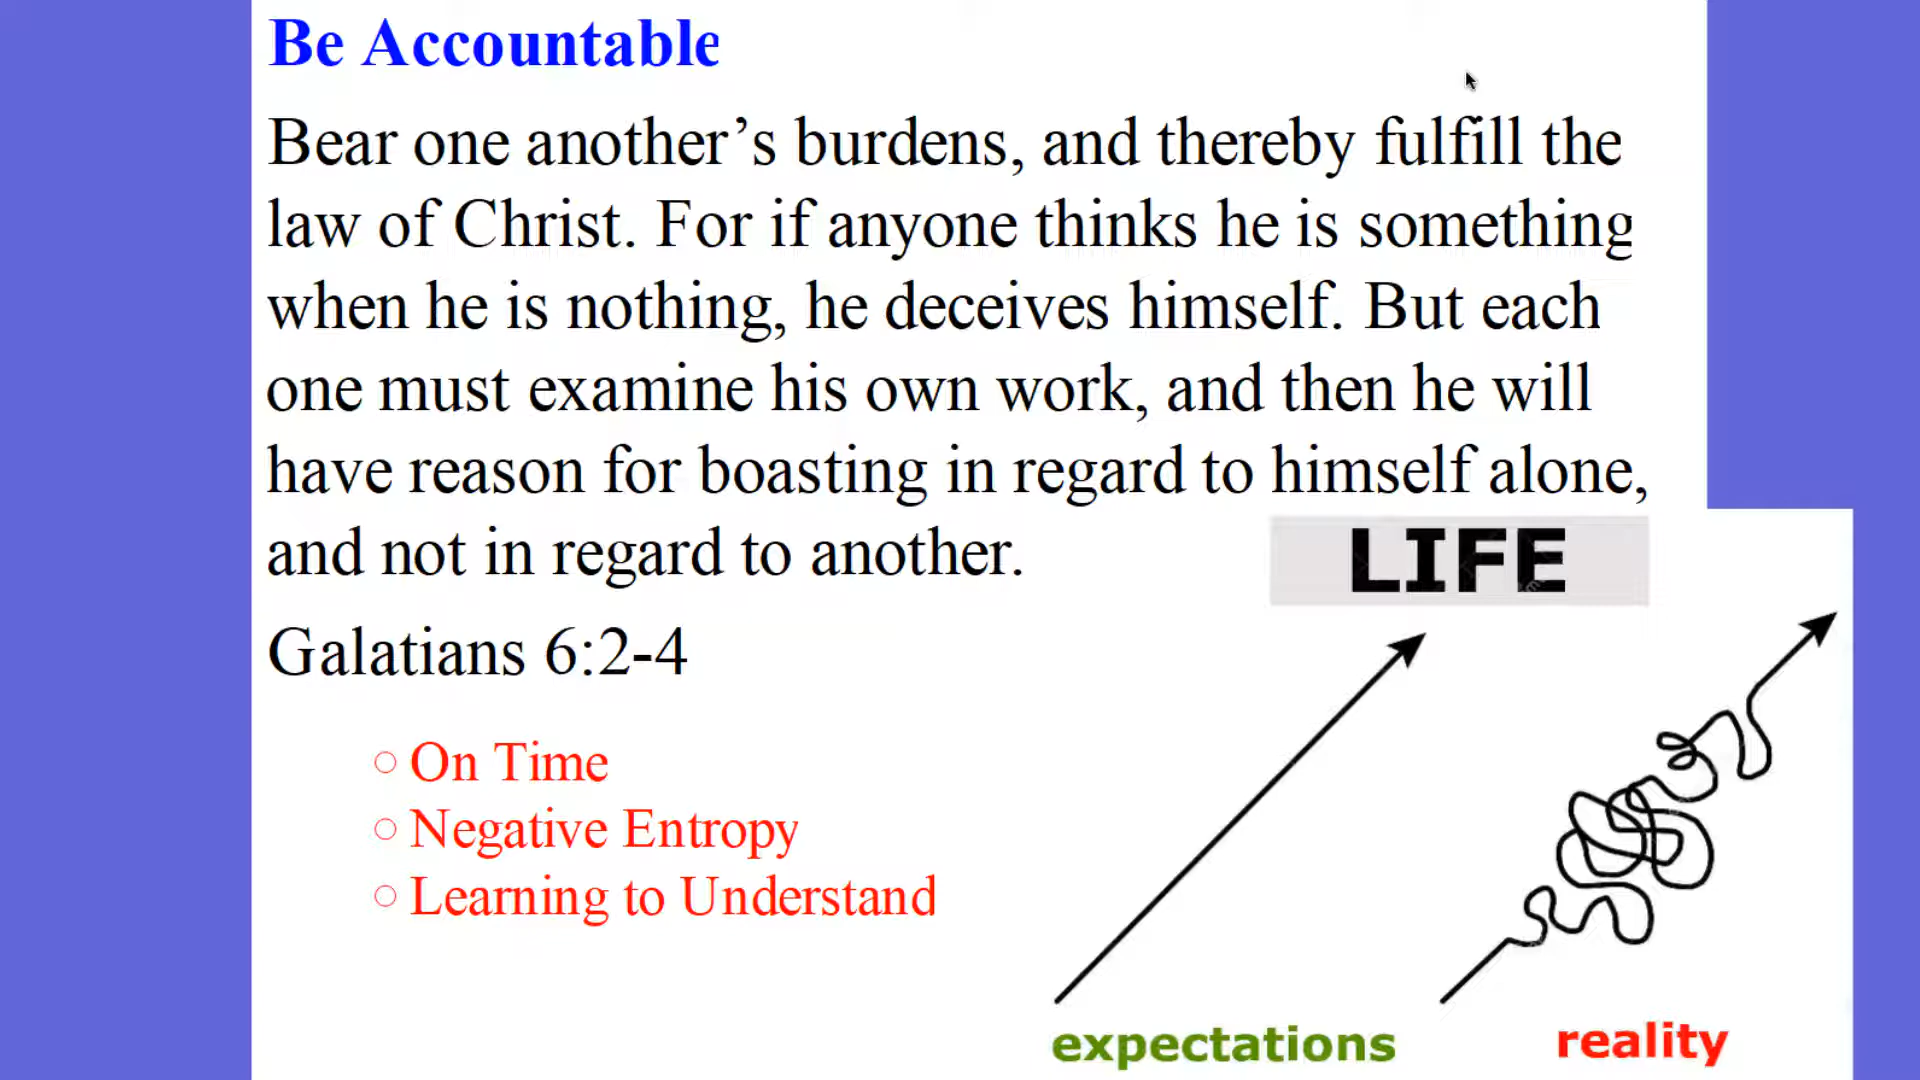 Be Accountable
Bear one another’s burdens, and thereby fulfill the
law of Christ. For if anyone thinks he is something
when he is nothing, he deceives himself. But each
one must examine his own work, and then he will
have reason for boasting in regard to himself alone,
and not in regard to another.
Galatians 6:2-4
On Time
Negative Entropy
Learning to Understand
LIFE
expectations
reality